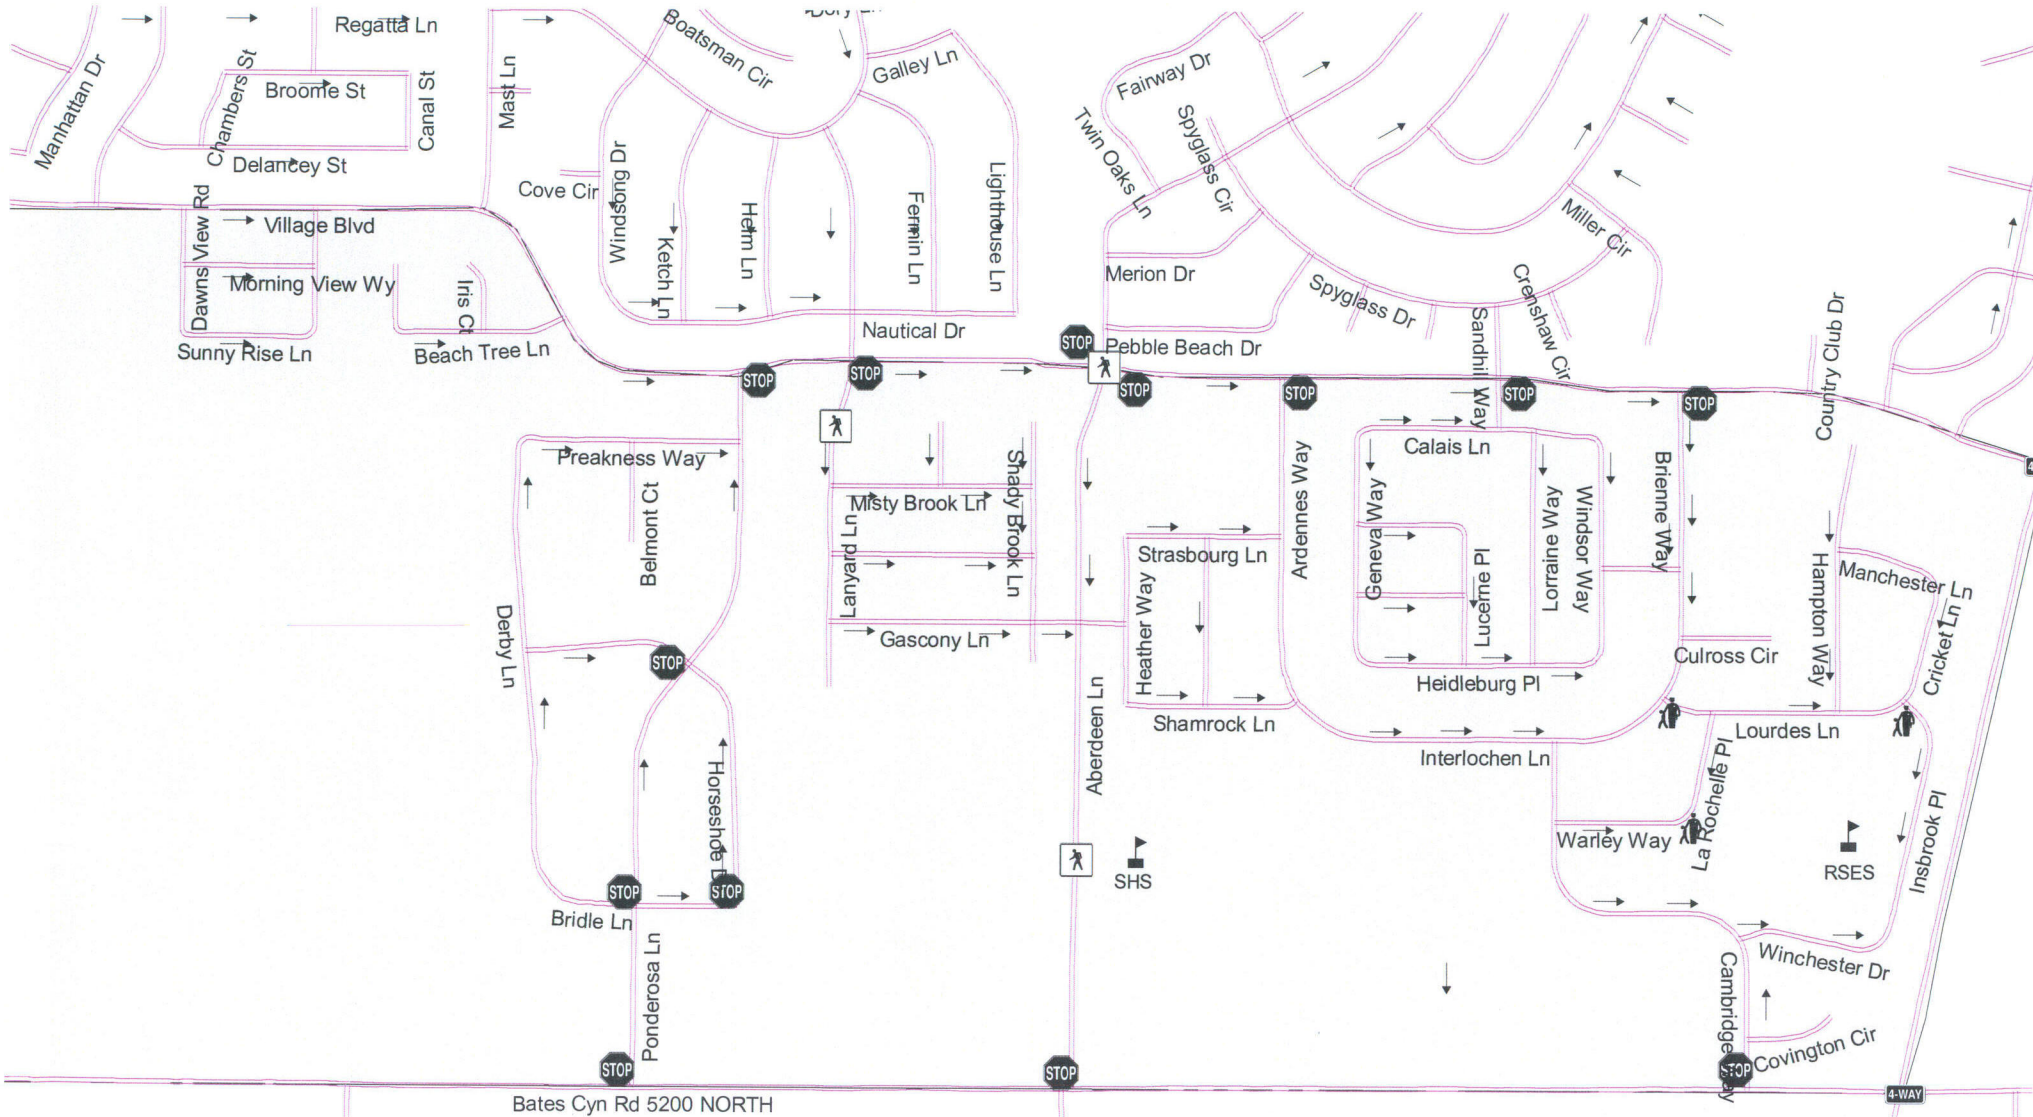 Dory Ln
Regatta Ln
Boatsman Cir
Galley Ln
Manhattan Dr
Chambers St
Broome St
Canal St
Mast Ln
Delancey St
Fairway Dr
Twin Oaks Ln
Spyglass Cir
Cove Cir
Windsong Dr
Ketch Ln
Helm Ln
Fermin Ln
Lighthouse Ln
Dawns View Rd
Village Blvd
Morning View Wy
Iris Ct
Sunny Rise Ln
Beach Tree Ln
Nautical Dr
Merion Dr
Miller Cir
Spyglass Dr
Crenshaw Cir
Sandhill Way
Country Club Dr
STOP
Pebble Beach Dr
STOP
STOP
STOP
STOP
STOP
STOP
Preakness Way
Belmont Ct
Misty Brook Ln
Shady Brook Ln
Lanyard Ln
Ardennes Way
Calais Ln
Geneva Way
Lucerne Pl
Lorraine Way
Windsor Way
Brienne Way
Strasbourg Ln
Hampton Way
Manchester Ln
Cricket Ln
Derby Ln
STOP
Gascony Ln
Heather Way
Aberdeen Ln
Shamrock Ln
Heidleburg Pl
Culross Cir
Interlochen Ln
Lourdes Ln
Horseshoe
La Rochelle Pl
Warley Way
Insbrook Pl
SHS
RSES
STOP
STOP
Bridle Ln
Ponderosa Ln
Winchester Dr
Cambridge Way
Covington Cir
STOP
STOP
STOP
4-WAY
Bates Cyn Rd 5200 NORTH